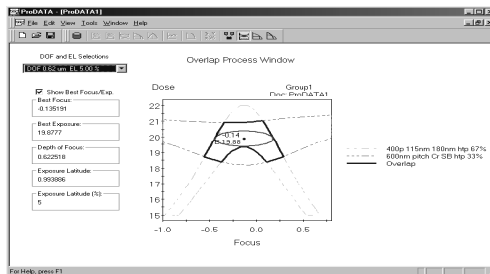 ProDATA - [ProDATA1]
File Edit View Tools Window Help
DOF and EL Selections
DOF 0.62 um EL 5.00 %
Show Best Focus/Exp.
Best Focus:
-0.135191
Best Exposure:
19.8777
Depth of Focus:
0.622518
Exposure Latitude:
0.993886
Exposure Latitude (%):
5
Overlap Process Window
Dose
Group1
Doc: ProDATA1
22
21
20
19
18
17
16
15
-0.14
E:19.88
-1.0 -0.5 0.0 0.5
Focus
400p 115nm 180nm htp 67%
600nm pitch Cr SB htp 33%
Overlap
For Help, press F1